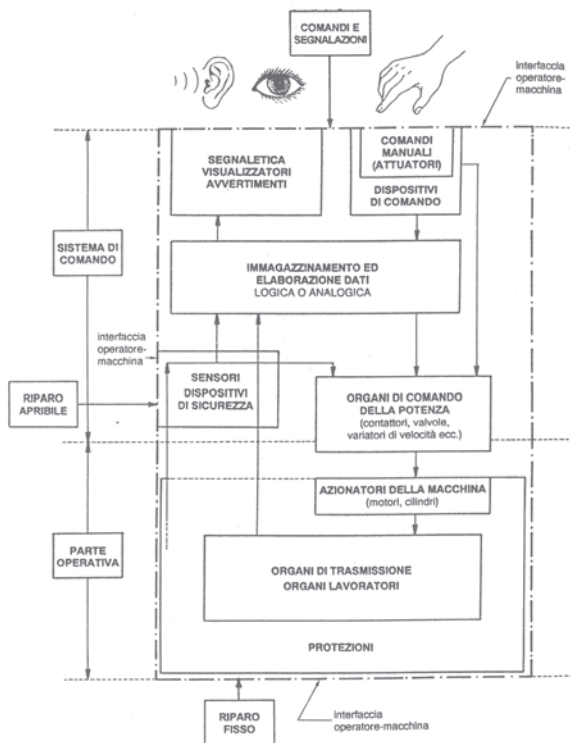 COMANDI E
SEGNALAZIONI
interfaccia
operatore-
macchina
SEGNALETICA
VISUALIZZATORI
AVVERTIMENTI
COMANDI
MANUALI
(ATTUATORI)
DISPOSITIVI
DI COMANDO
SISTEMA DI
COMANDO
IMMAGAZZINAMENTO ED
ELABORAZIONE DATI
LOGICA O ANALOGICA
interfaccia
operatore-
macchina
RIPARO
APRIBILE
SENSORI
DISPOSITIVI
DI SICUREZZA
ORGANI DI COMANDO
DELLA POTENZA
(contattori, valvole,
variatori di velocità ecc.)
AZIONATORI DELLA MACCHINA
(motori, cilindri)
PARTE
OPERATIVA
ORGANI DI TRASMISSIONE
ORGANI LAVORATORI
PROTEZIONI
RIPARO
FISSO
interfaccia
operatore-macchina